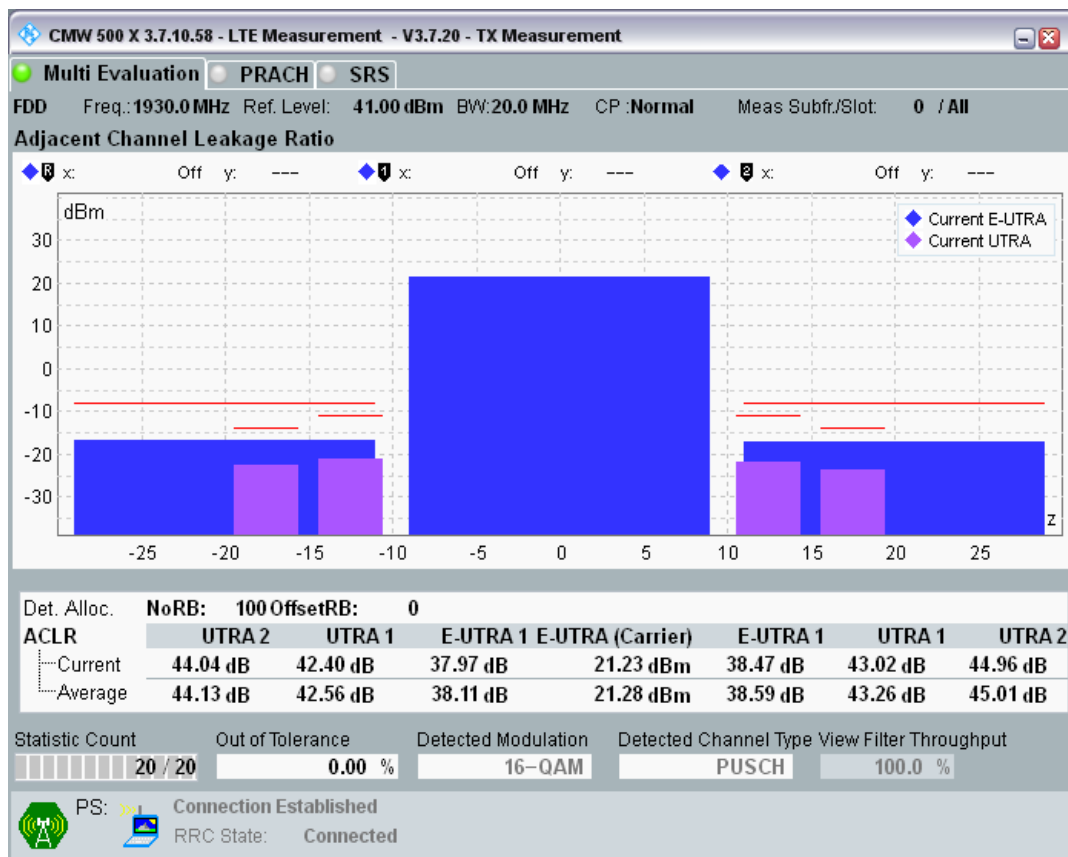 CMW 500 X 3.7.10.58 - LTE Measurement - V3.7.20 - TX Measurement
Multi Evaluation PRACH SRS
FDD Freq.:1930.0 MHz Ref. Level: 41.00 dBm BW:20.0 MHz CP :Normal Meas Subfr./Slot: 0 / All
Adjacent Channel Leakage Ratio
R x: Off y: --- 1 x: Off y: --- 2 x: Off y: ---
dBm
Current E-UTRA
Current UTRA
30
20
10
0
-10
-20
-30
z
-25 -20 -15 -10 -5 0 5 10 15 20 25
Det. Alloc. NoRB: 100 OffsetRB: 0
ACLR UTRA 2 UTRA 1 E-UTRA 1 E-UTRA (Carrier) E-UTRA 1 UTRA 1 UTRA 2
Current 44.04 dB 42.40 dB 37.97 dB 21.23 dBm 38.47 dB 43.02 dB 44.96 dB
Average 44.13 dB 42.56 dB 38.11 dB 21.28 dBm 38.59 dB 43.26 dB 45.01 dB
Statistic Count Out of Tolerance Detected Modulation Detected Channel Type View Filter Throughput
20 / 20 0.00 % 16-QAM PUSCH 100.0 %
PS: Connection Established
RRC State: Connected